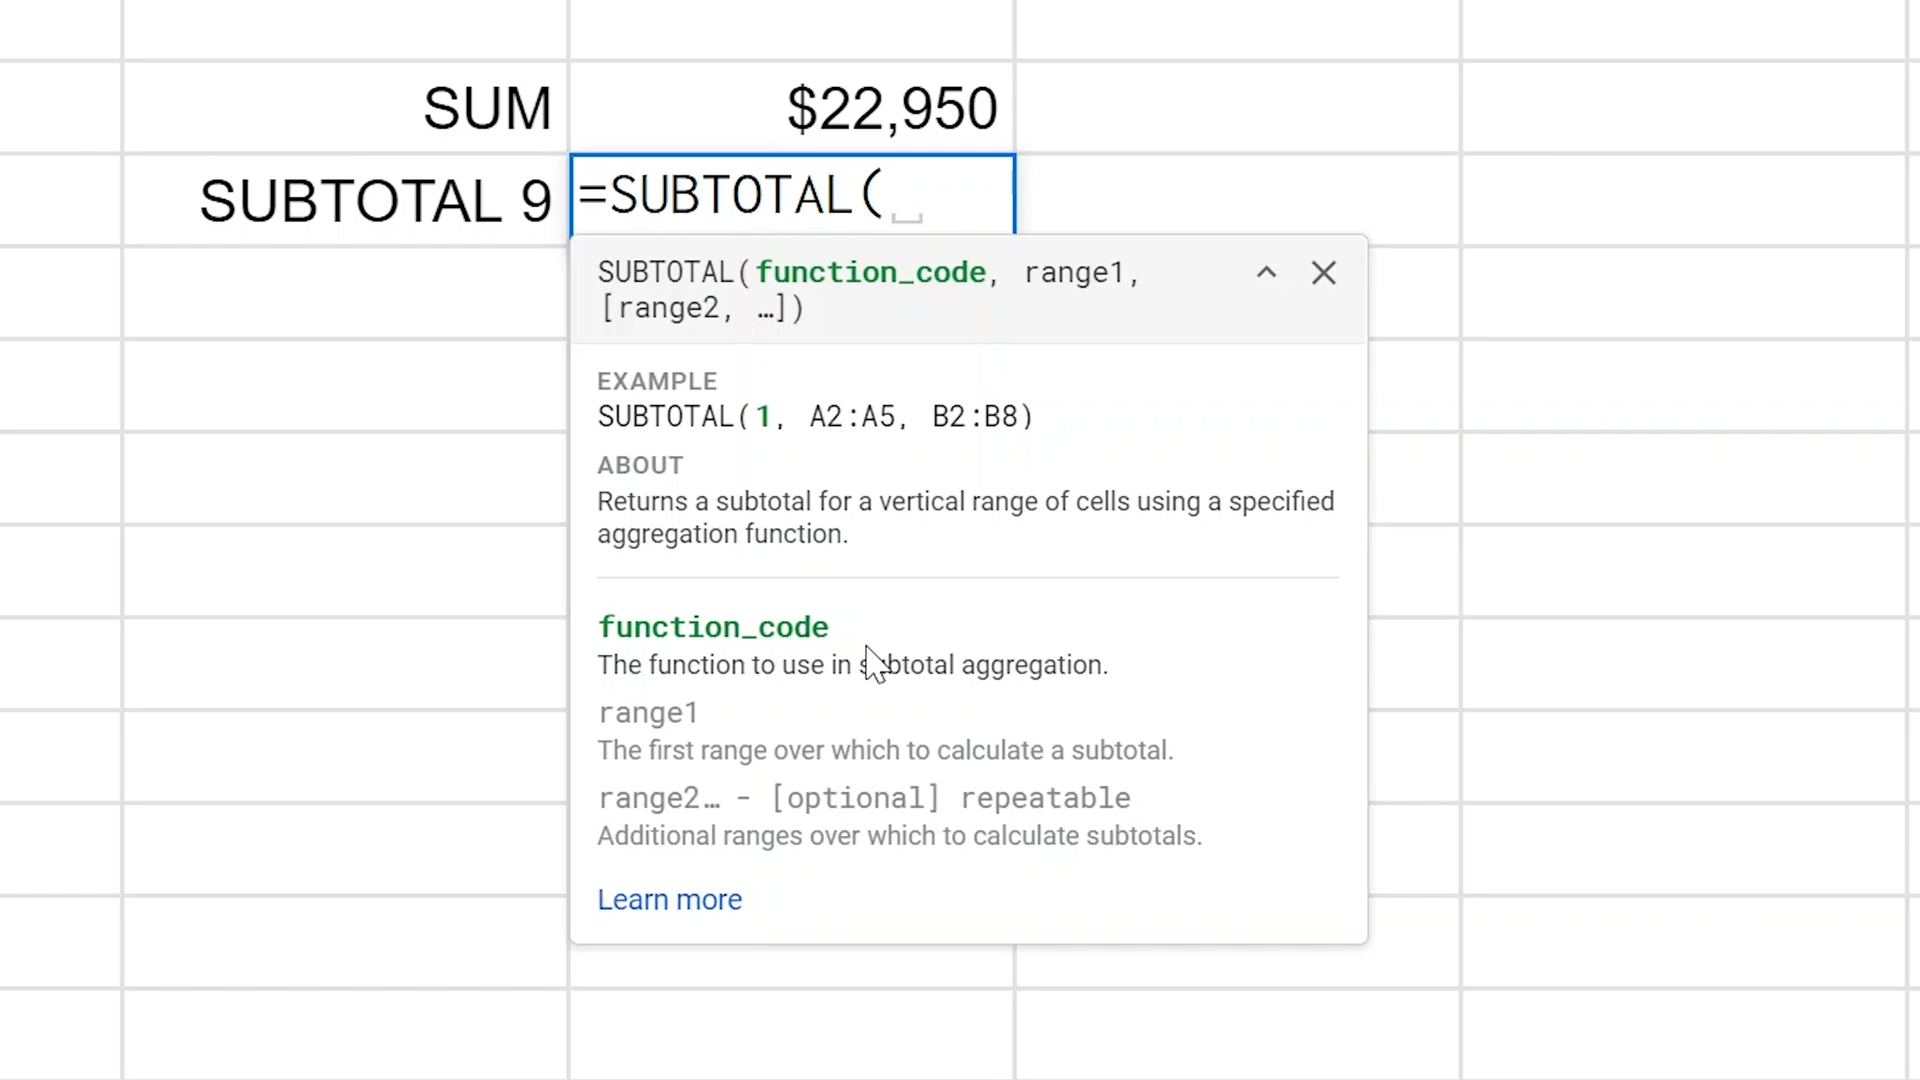 SUM $22,950
SUBTOTAL 9 =SUBTOTAL(
SUBTOTAL(function_code, range1,
[range2, …])
EXAMPLE
SUBTOTAL(1, A2:A5, B2:B8)
ABOUT
Returns a subtotal for a vertical range of cells using a specified
aggregation function.
function_code
The function to use in subtotal aggregation.
range1
The first range over which to calculate a subtotal.
range2… - [optional] repeatable
Additional ranges over which to calculate subtotals.
Learn more